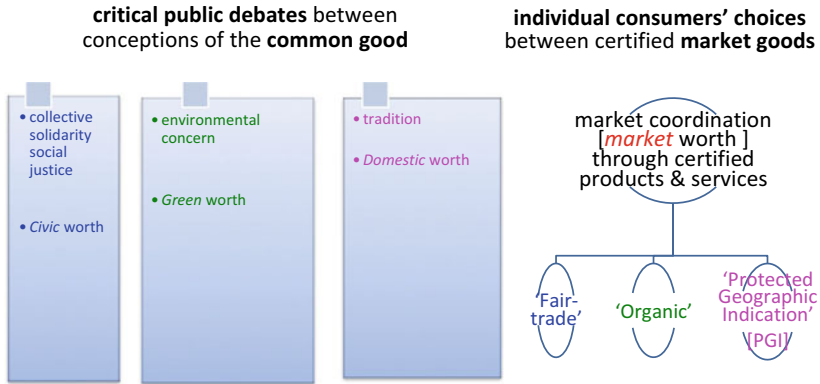 critical public debates between
conceptions of the common good
individual consumers’ choices
between certified market goods
• collective
solidarity
social
justice
• Civic worth
• environmental
concern
• Green worth
• tradition
• Domestic worth
market coordination
[market worth ]
through certified
products & services
‘Fair-
trade’
‘Organic’
‘Protected
Geographic
Indication’
[PGI]